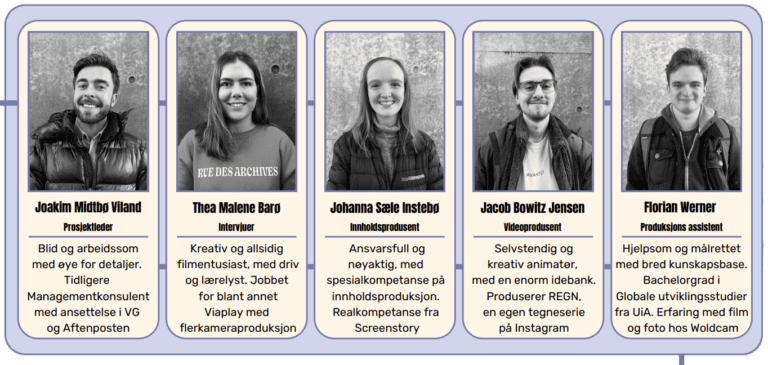 Joakim Midtbø Viland
Prosjektleder
Blid og arbeidssom
med øye for detaljer.
Tidligere
Managementkonsulent
med ansettelse i VG
og Aftenposten
RUE DES ARCHIVES
Thea Malene Barø
Intervjuer
Kreativ og allsidig
filmentusiast, med driv
og lærelyst. Jobbet
for blant annet
Viaplay med
flerkameraproduksjon
Johanna Sæle Instebø
Innholdsprodusent
Ansvarsfull og
nøyaktig, med
spesialkompetanse på
innholdsproduksjon.
Realkompetanse fra
Screenstory
Jacob Bowitz Jensen
Videoprodusent
Selvstendig og
kreativ animatør,
med en enorm idebank.
Produserer REGN,
en egen tegneserie
på Instagram
Florian Werner
Produksjons assistent
Hjelpsom og målrettet
med bred kunskapsbase.
Bachelorgrad i
Globale utviklingsstudier
fra UiA. Erfaring med film
og foto hos Woldcam